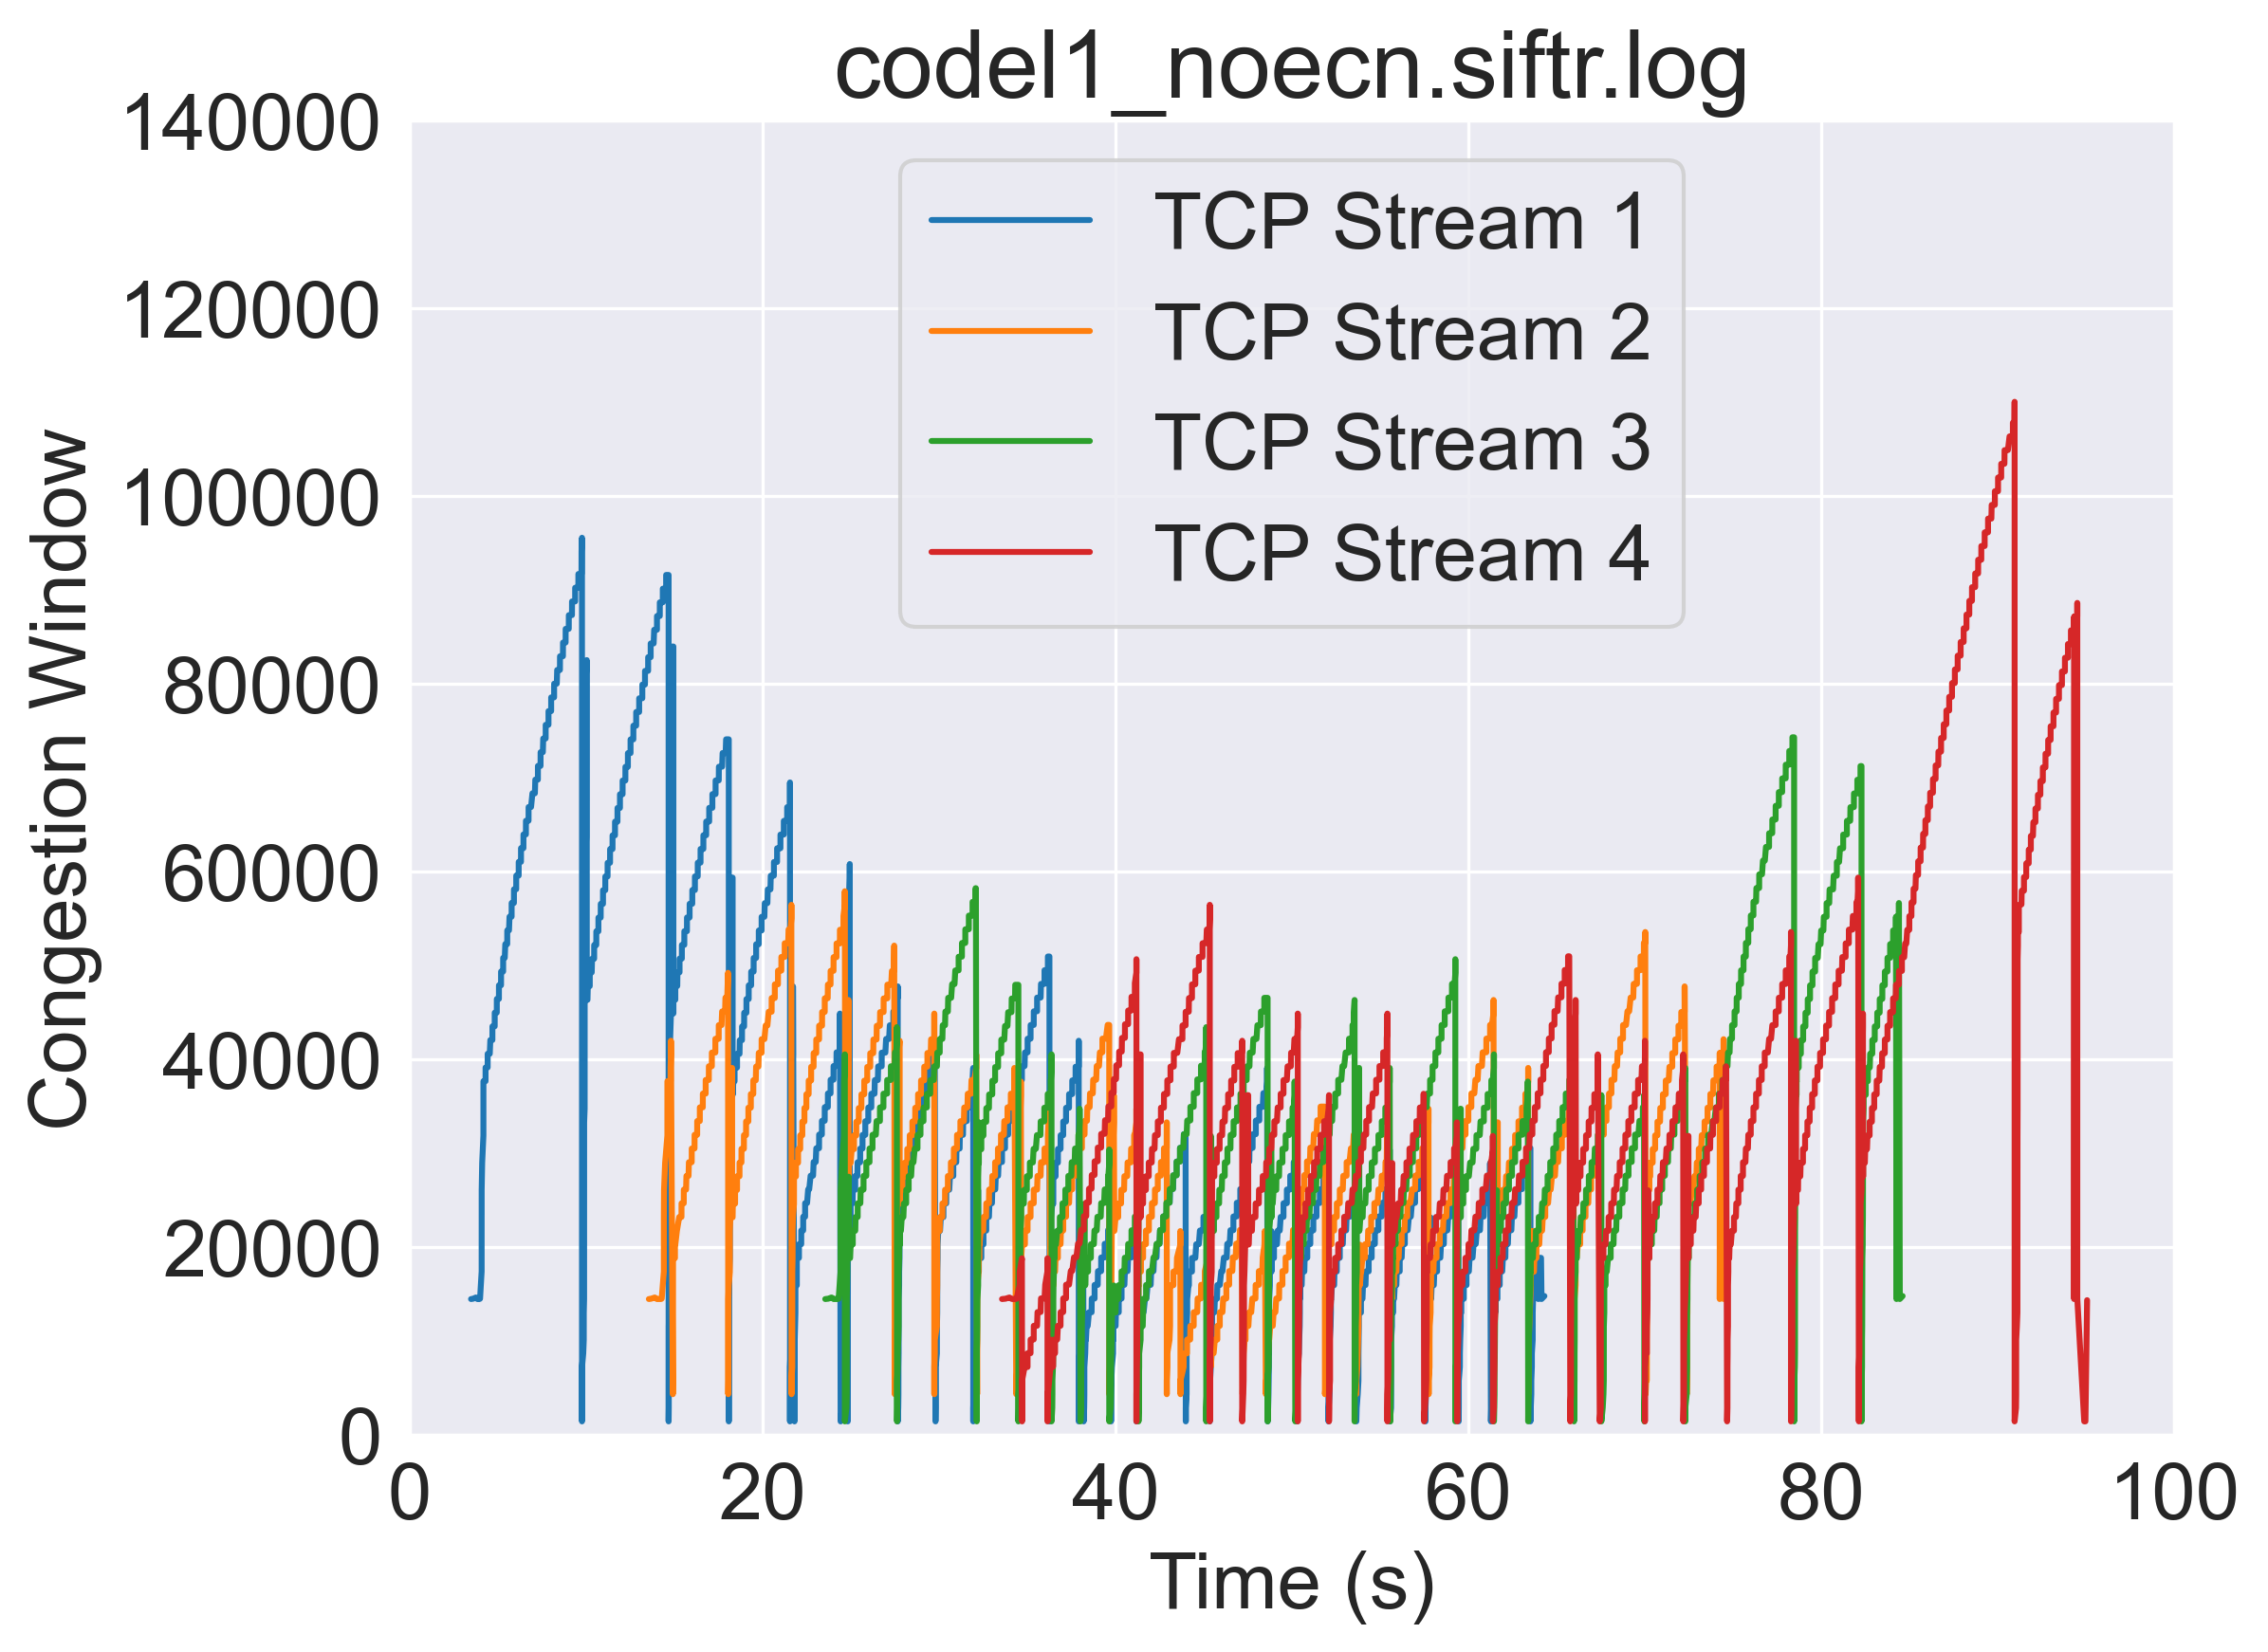 codel1_noecn.siftr.log
140000
120000
100000
80000
60000
40000
20000
0
Congestion Window
TCP Stream 1
TCP Stream 2
TCP Stream 3
TCP Stream 4
0 20 40 60 80 100
Time (s)